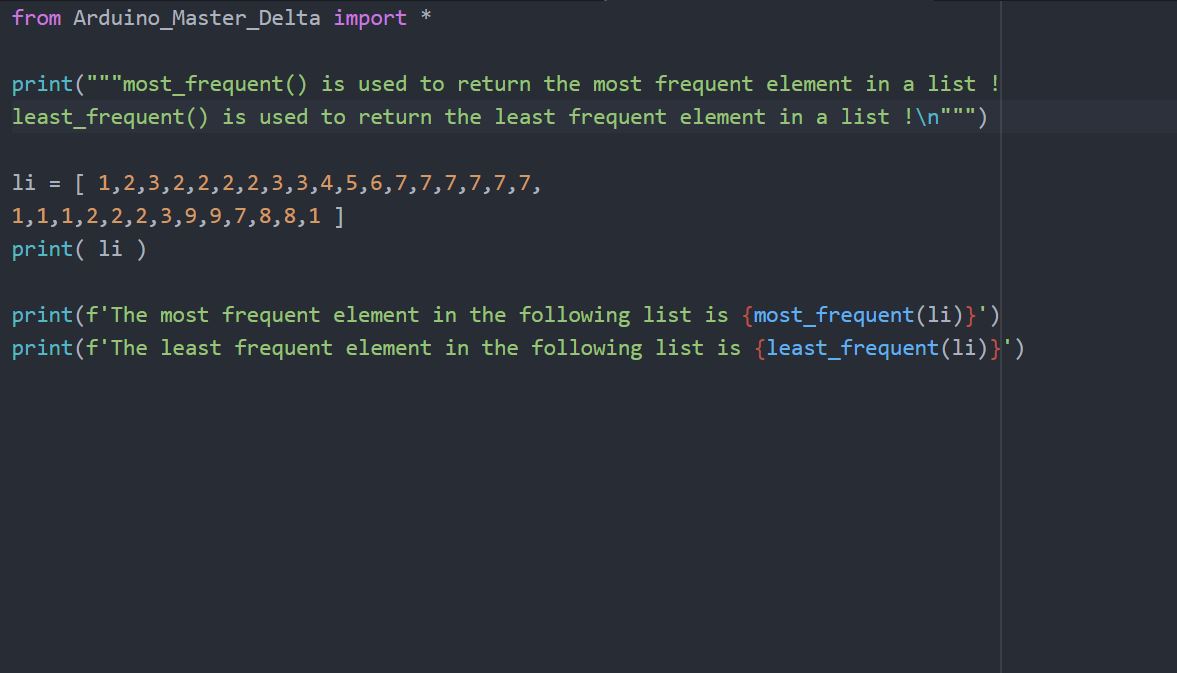 from Arduino_Master_Delta import *
print("""most_frequent() is used to return the most frequent element in a list !
least_frequent() is used to return the least frequent element in a list !\n""")
li = [ 1,2,3,2,2,2,2,3,3,4,5,6,7,7,7,7,7,7,
1,1,1,2,2,2,3,9,9,7,8,8,1 ]
print( li )
print(f'The most frequent element in the following list is {most_frequent(li)}')
print(f'The least frequent element in the following list is {least_frequent(li)}')